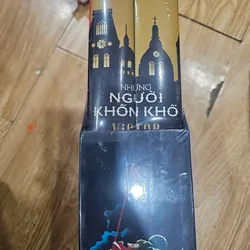 NHỮNG
NGƯỜI
KHỐN KHỔ
Victor